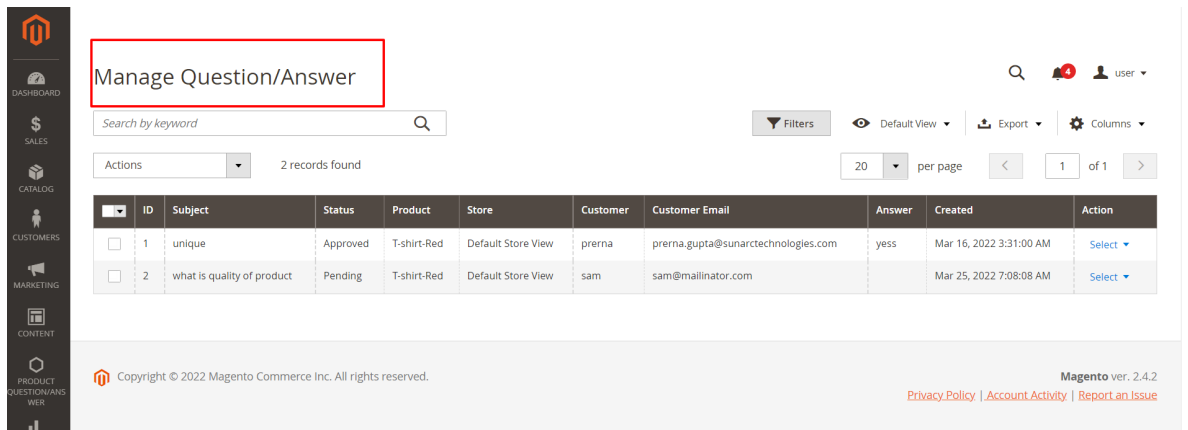 Manage Question/Answer
4
user
DASHBOARD
SALES
CATALOG
CUSTOMERS
MARKETING
CONTENT
PRODUCT
QUESTION/ANS
WER
Search by keyword
Filters
Default View
Export
Columns
Actions
2 records found
20
per page
1
of 1
ID Subject Status Product Store Customer Customer Email Answer Created Action
1 unique Approved T-shirt-Red Default Store View prerna prerna.gupta@sunarctechnologies.com yess Mar 16, 2022 3:31:00 AM Select
2 what is quality of product Pending T-shirt-Red Default Store View sam sam@mailinator.com Mar 25, 2022 7:08:08 AM Select
Copyright © 2022 Magento Commerce Inc. All rights reserved.
Magento ver. 2.4.2
Privacy Policy | Account Activity | Report an Issue